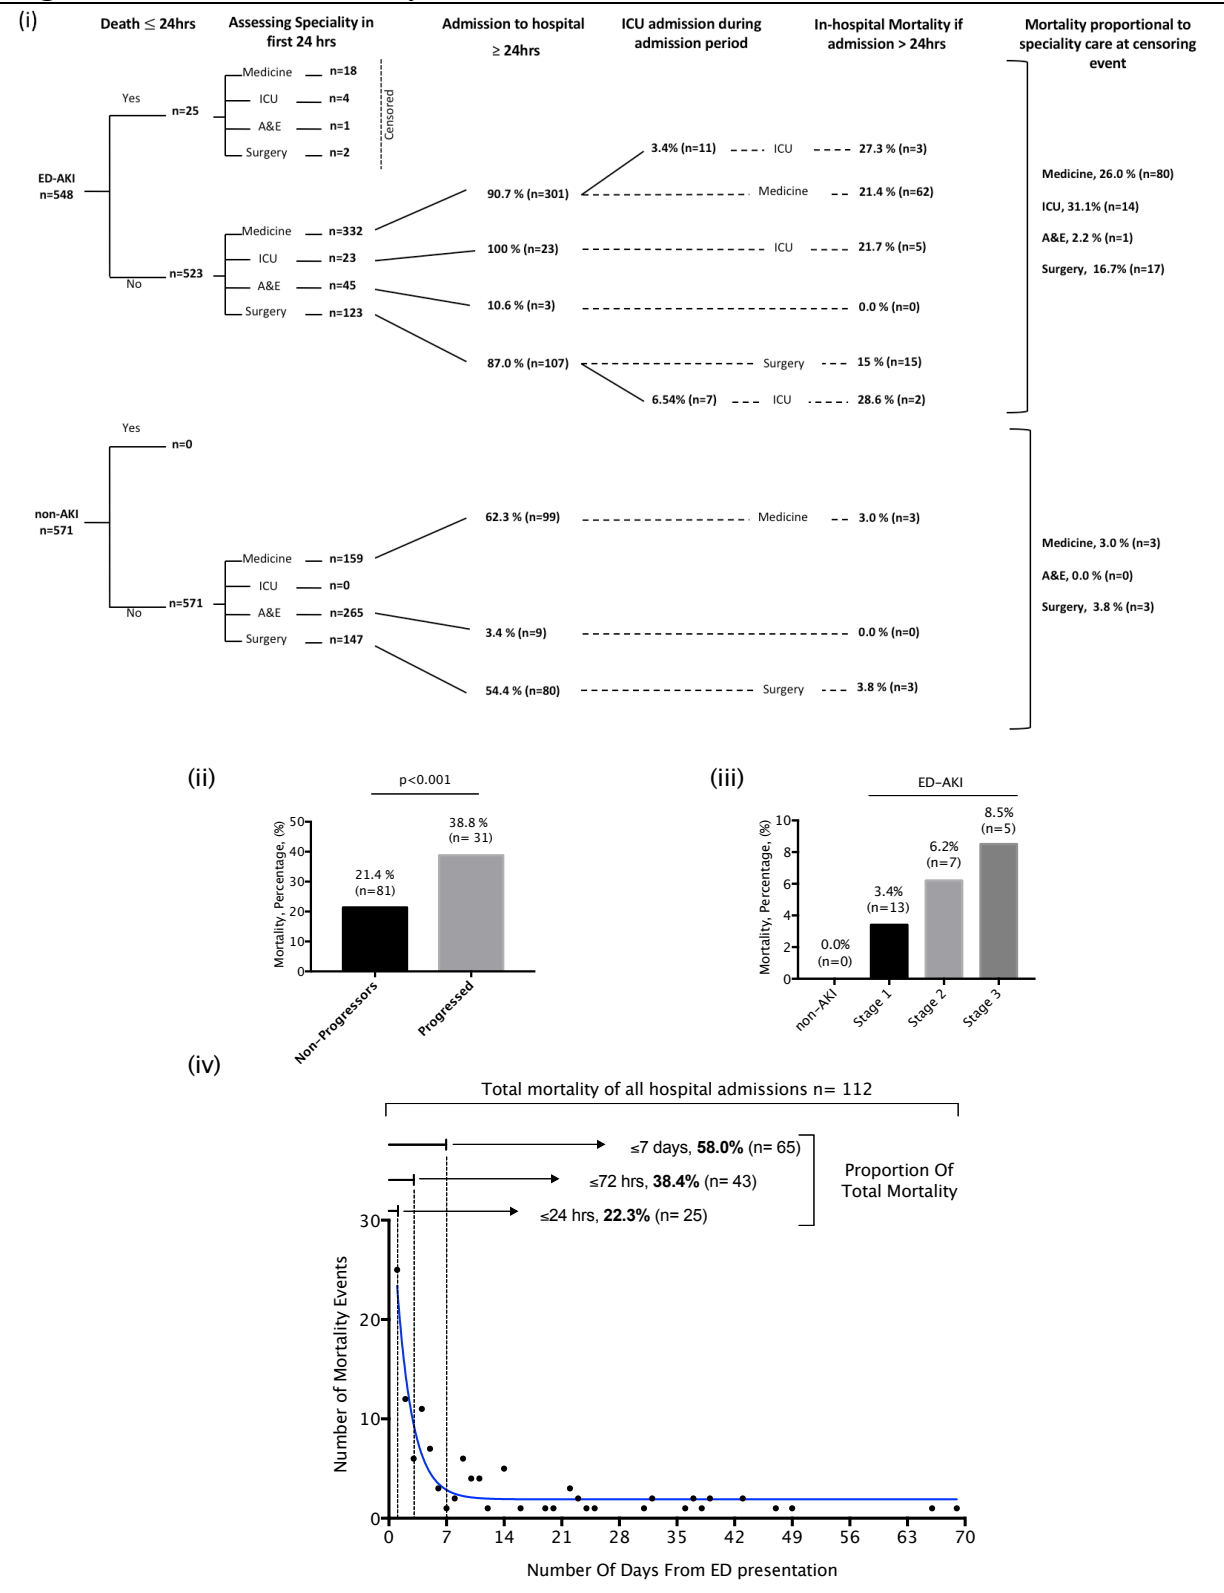 (i)
Death ≤ 24hrs
Assessing Speciality in
first 24 hrs
Admission to hospital
≥ 24hrs
ICU admission during
admission period
In-hospital Mortality if
admission > 24hrs
Mortality proportional to
speciality care at censoring
event
ED-AKI
n=548
Yes
n=25
Medicine n=18
ICU n=4
A&E n=1
Surgery n=2
Censored
No
n=523
Medicine n=332
ICU n=23
A&E n=45
Surgery n=123
90.7 % (n=301)
3.4% (n=11) ICU 27.3 % (n=3)
Medicine 21.4 % (n=62)
100 % (n=23) ICU 21.7 % (n=5)
10.6 % (n=3) 0.0 % (n=0)
87.0 % (n=107) Surgery 15 % (n=15)
6.54% (n=7) ICU 28.6 % (n=2)
Medicine, 26.0 % (n=80)
ICU, 31.1% (n=14)
A&E, 2.2 % (n=1)
Surgery, 16.7% (n=17)
non-AKI
n=571
Yes
n=0
No
n=571
Medicine n=159
ICU n=0
A&E n=265
Surgery n=147
62.3 % (n=99) Medicine 3.0 % (n=3)
3.4 % (n=9) 0.0 % (n=0)
54.4 % (n=80) Surgery 3.8 % (n=3)
Medicine, 3.0 % (n=3)
A&E, 0.0 % (n=0)
Surgery, 3.8 % (n=3)
(ii)
p<0.001
Mortality, Percentage, (%)
50
40
30
20
10
0
21.4 %
(n=81)
38.8 %
(n= 31)
Non-Progressors
Progressed
(iii)
ED-AKI
Mortality, Percentage, (%)
10
8
6
4
2
0
0.0%
(n=0)
3.4%
(n=13)
6.2%
(n=7)
8.5%
(n=5)
non-AKI
Stage 1
Stage 2
Stage 3
(iv)
Total mortality of all hospital admissions n= 112
≤7 days, 58.0% (n= 65)
≤72 hrs, 38.4% (n= 43)
≤24 hrs, 22.3% (n= 25)
Proportion Of
Total Mortality
Number of Mortality Events
30
20
10
0
0 7 14 21 28 35 42 49 56 63 70
Number Of Days From ED presentation